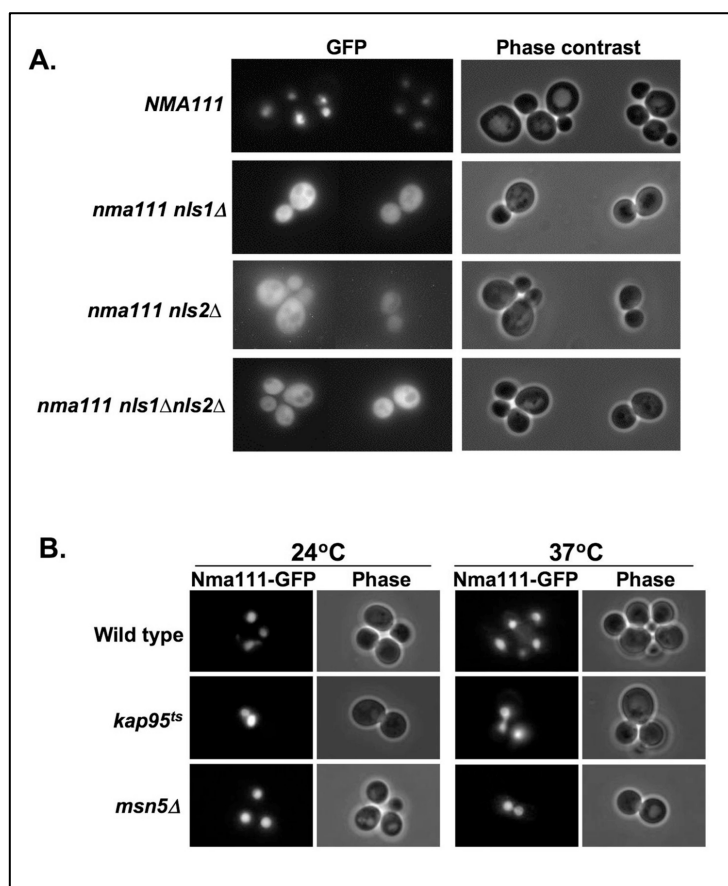 A.
GFP Phase contrast
NMA111
nma111 nls1Δ
nma111 nls2Δ
nma111 nls1Δnls2Δ
B.
24°C 37°C
Nma111-GFP Phase Nma111-GFP Phase
Wild type
kap95ᵗˢ
msn5Δ